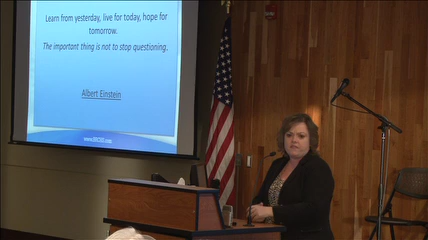 Learn from yesterday, live for today, hope for
tomorrow.
The important thing is not to stop questioning.
Albert Einstein